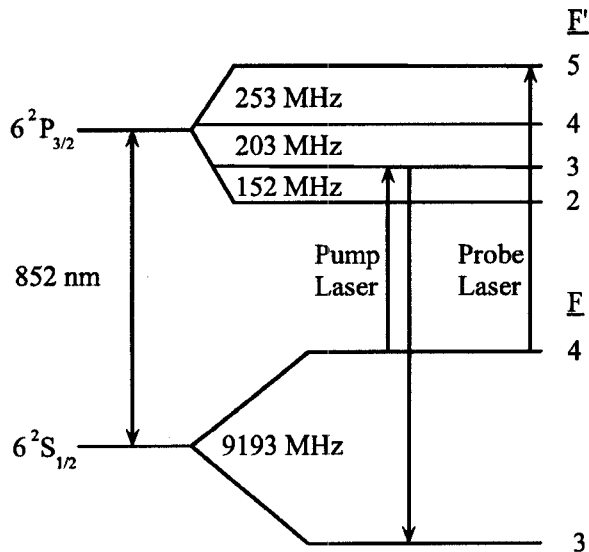 F'
5
253 MHz
6²P₃/₂
4
203 MHz
3
152 MHz
2
Pump
Laser
Probe
Laser
852 nm
F
4
6²S₁/₂
9193 MHz
3